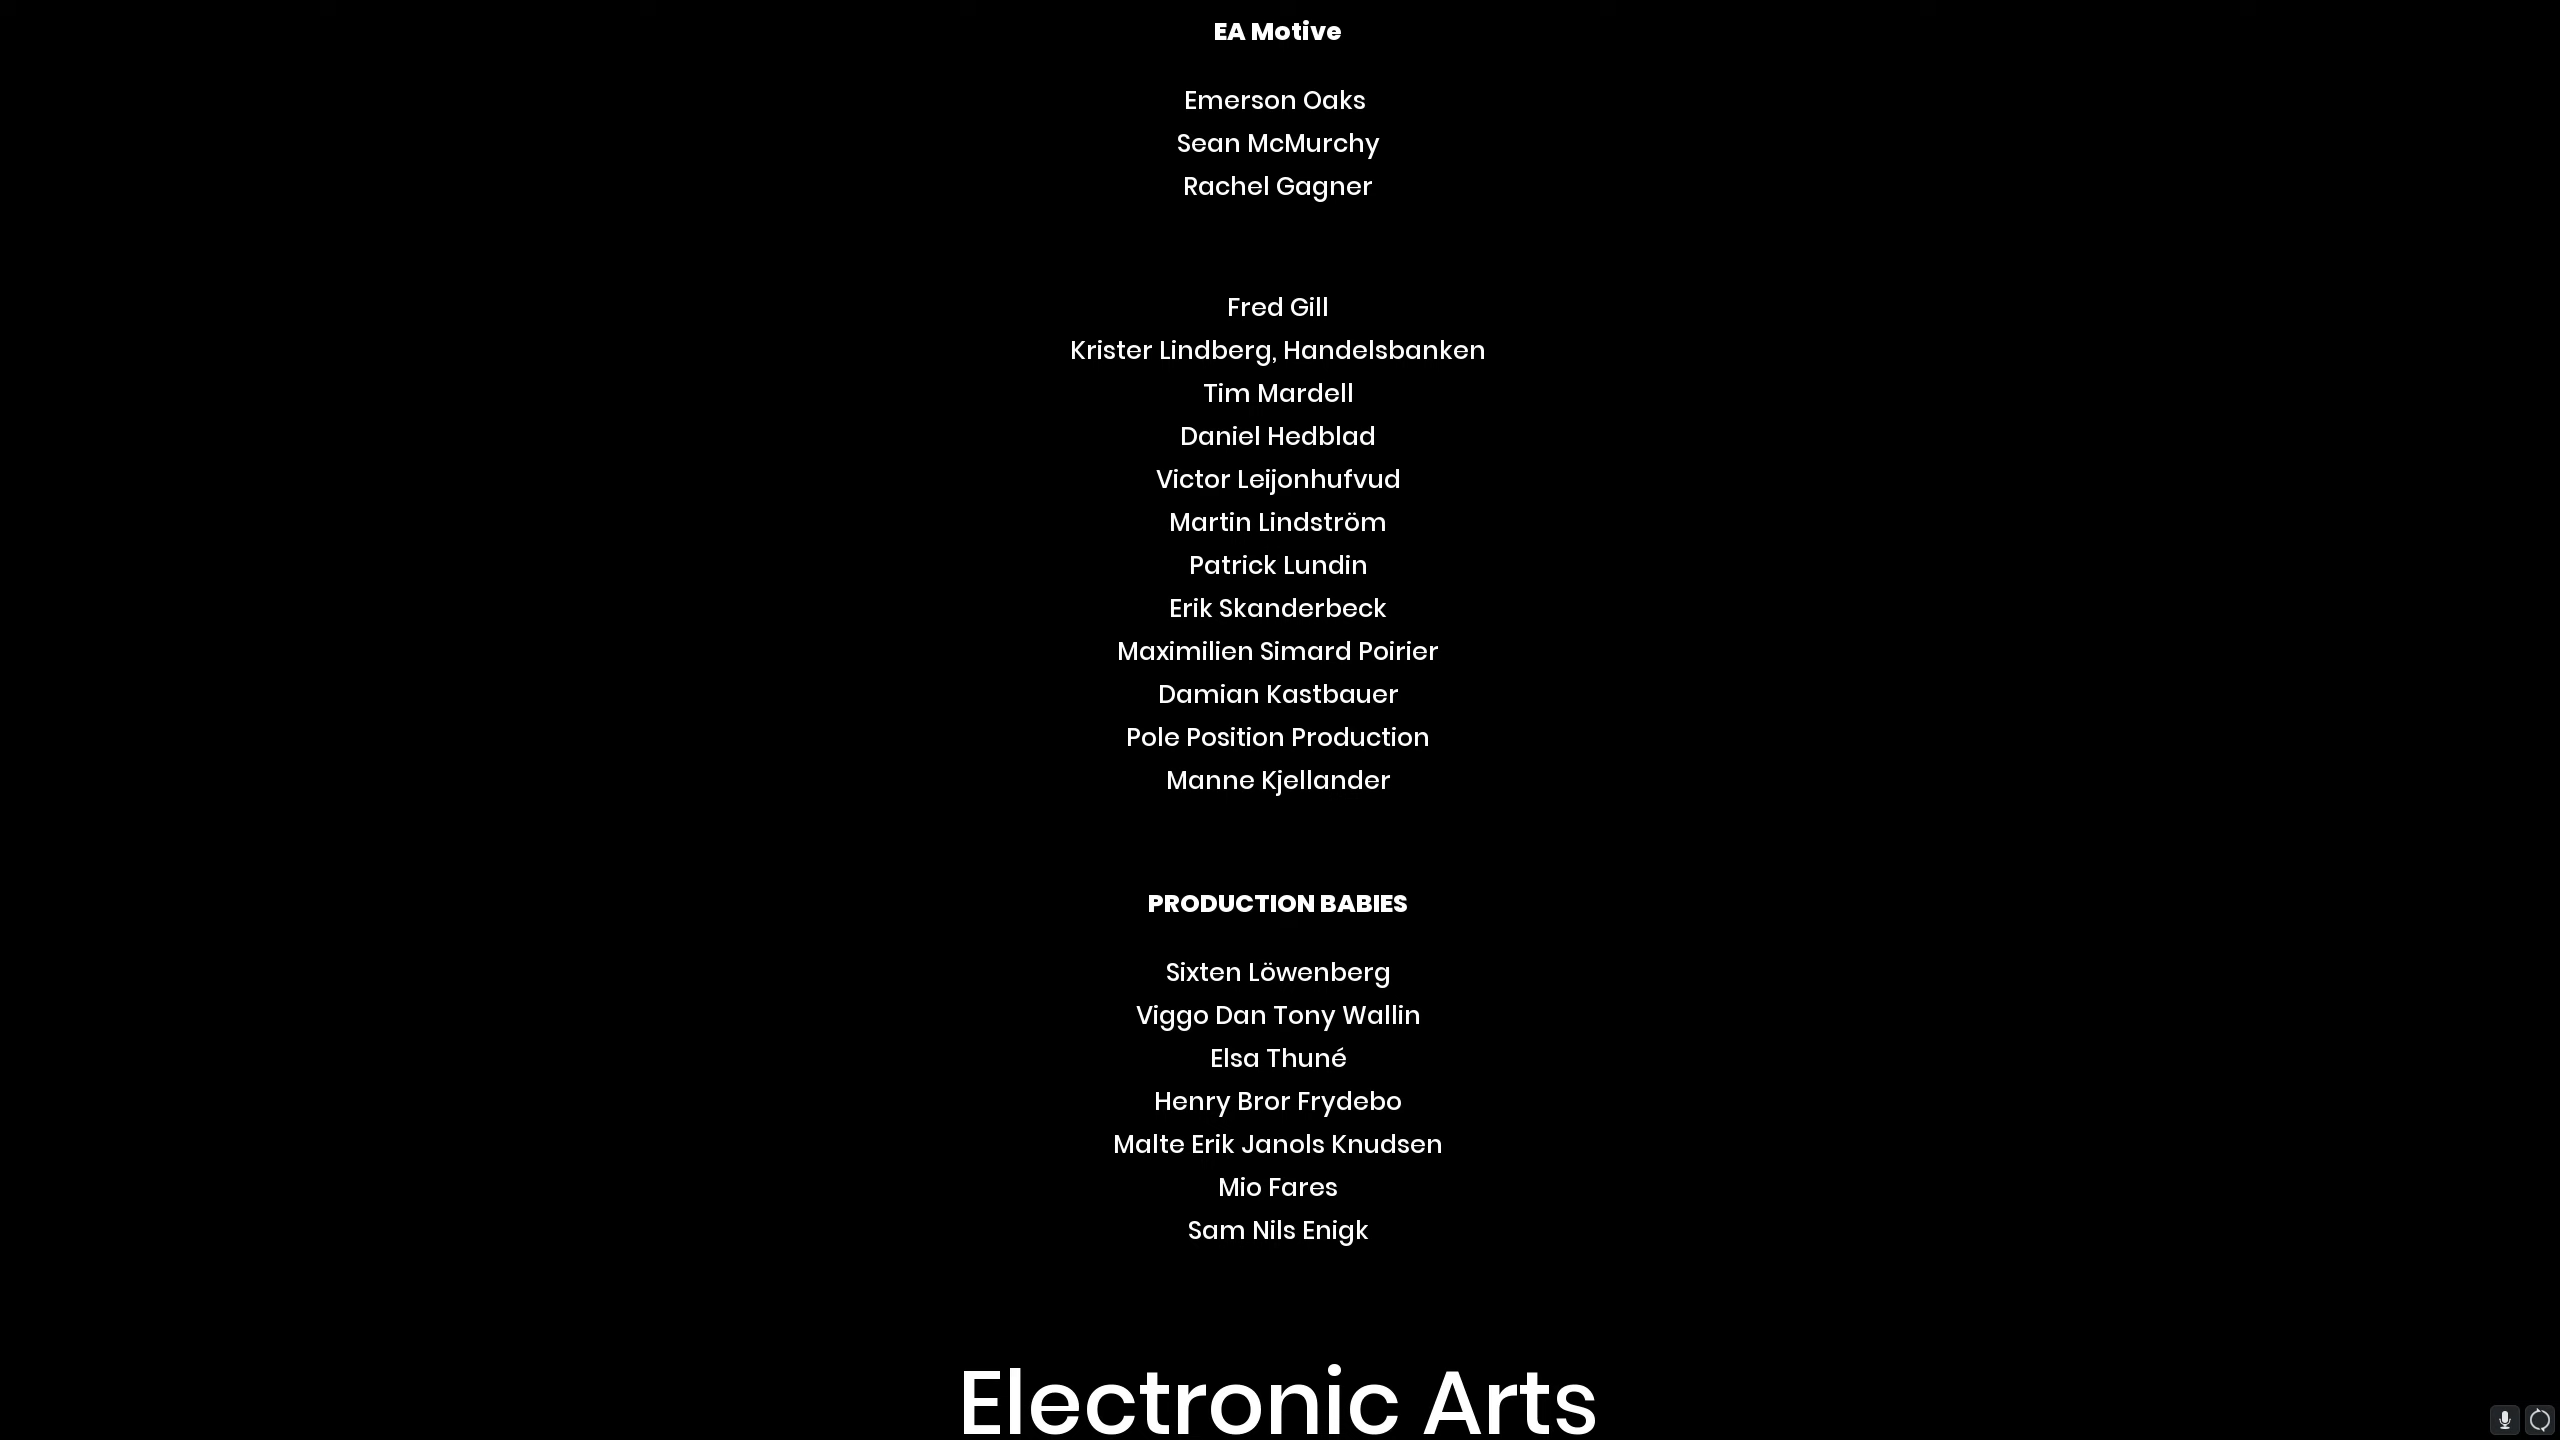 EA Motive
Emerson Oaks
Sean McMurchy
Rachel Gagner
Fred Gill
Krister Lindberg, Handelsbanken
Tim Mardell
Daniel Hedblad
Victor Leijonhufvud
Martin Lindström
Patrick Lundin
Erik Skanderbeck
Maximilien Simard Poirier
Damian Kastbauer
Pole Position Production
Manne Kjellander
PRODUCTION BABIES
Sixten Löwenberg
Viggo Dan Tony Wallin
Elsa Thuné
Henry Bror Frydebo
Malte Erik Janols Knudsen
Mio Fares
Sam Nils Enigk
Electronic Arts